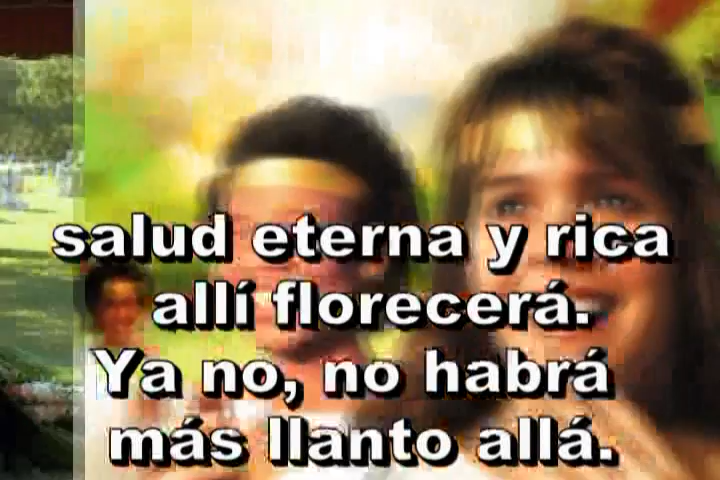 salud eterna y rica
allí florecerá.
Ya no, no habrá
más llanto allá.